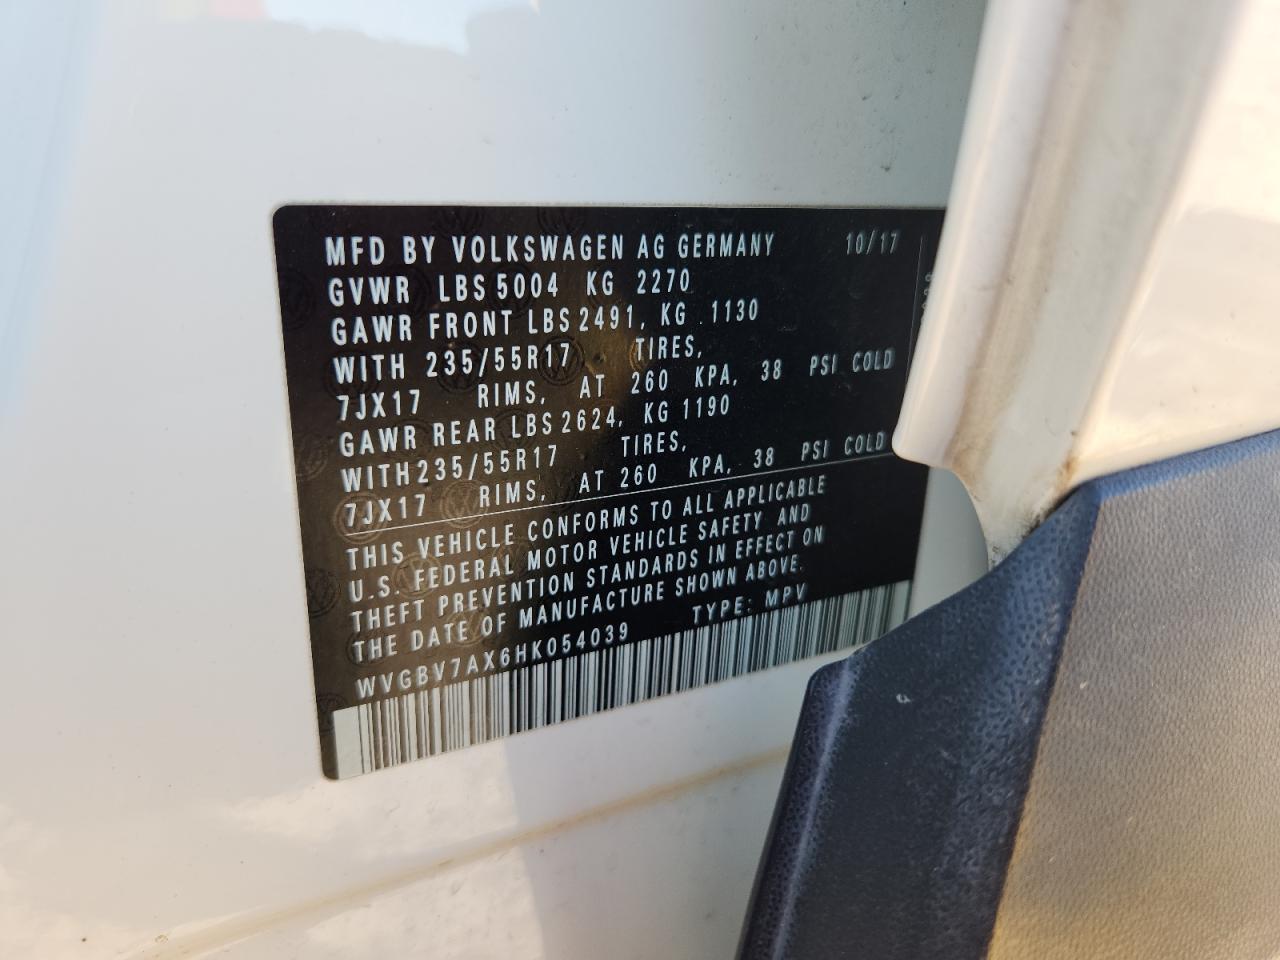 MFD BY VOLKSWAGEN AG GERMANY 10/17
GVWR LBS 5004 KG 2270
GAWR FRONT LBS 2491, KG 1130
WITH 235/55R17 TIRES,
7JX17 RIMS, AT 260 KPA, 38 PSI COLD
GAWR REAR LBS 2624, KG 1190
WITH 235/55R17 TIRES,
7JX17 RIMS, AT 260 KPA, 38 PSI COLD
THIS VEHICLE CONFORMS TO ALL APPLICABLE
U.S. FEDERAL MOTOR VEHICLE SAFETY AND
THEFT PREVENTION STANDARDS IN EFFECT ON
THE DATE OF MANUFACTURE SHOWN ABOVE.
WVGBV7AX6HK054039 TYPE: MPV